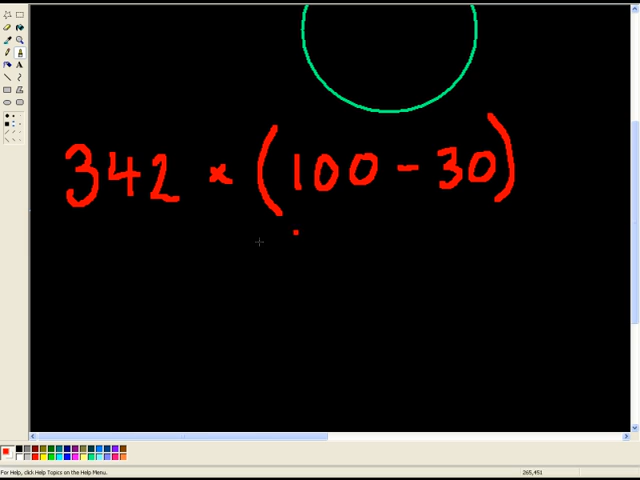 342 × (100 - 30)
A
For Help, click Help Topics on the Help Menu.
265,451